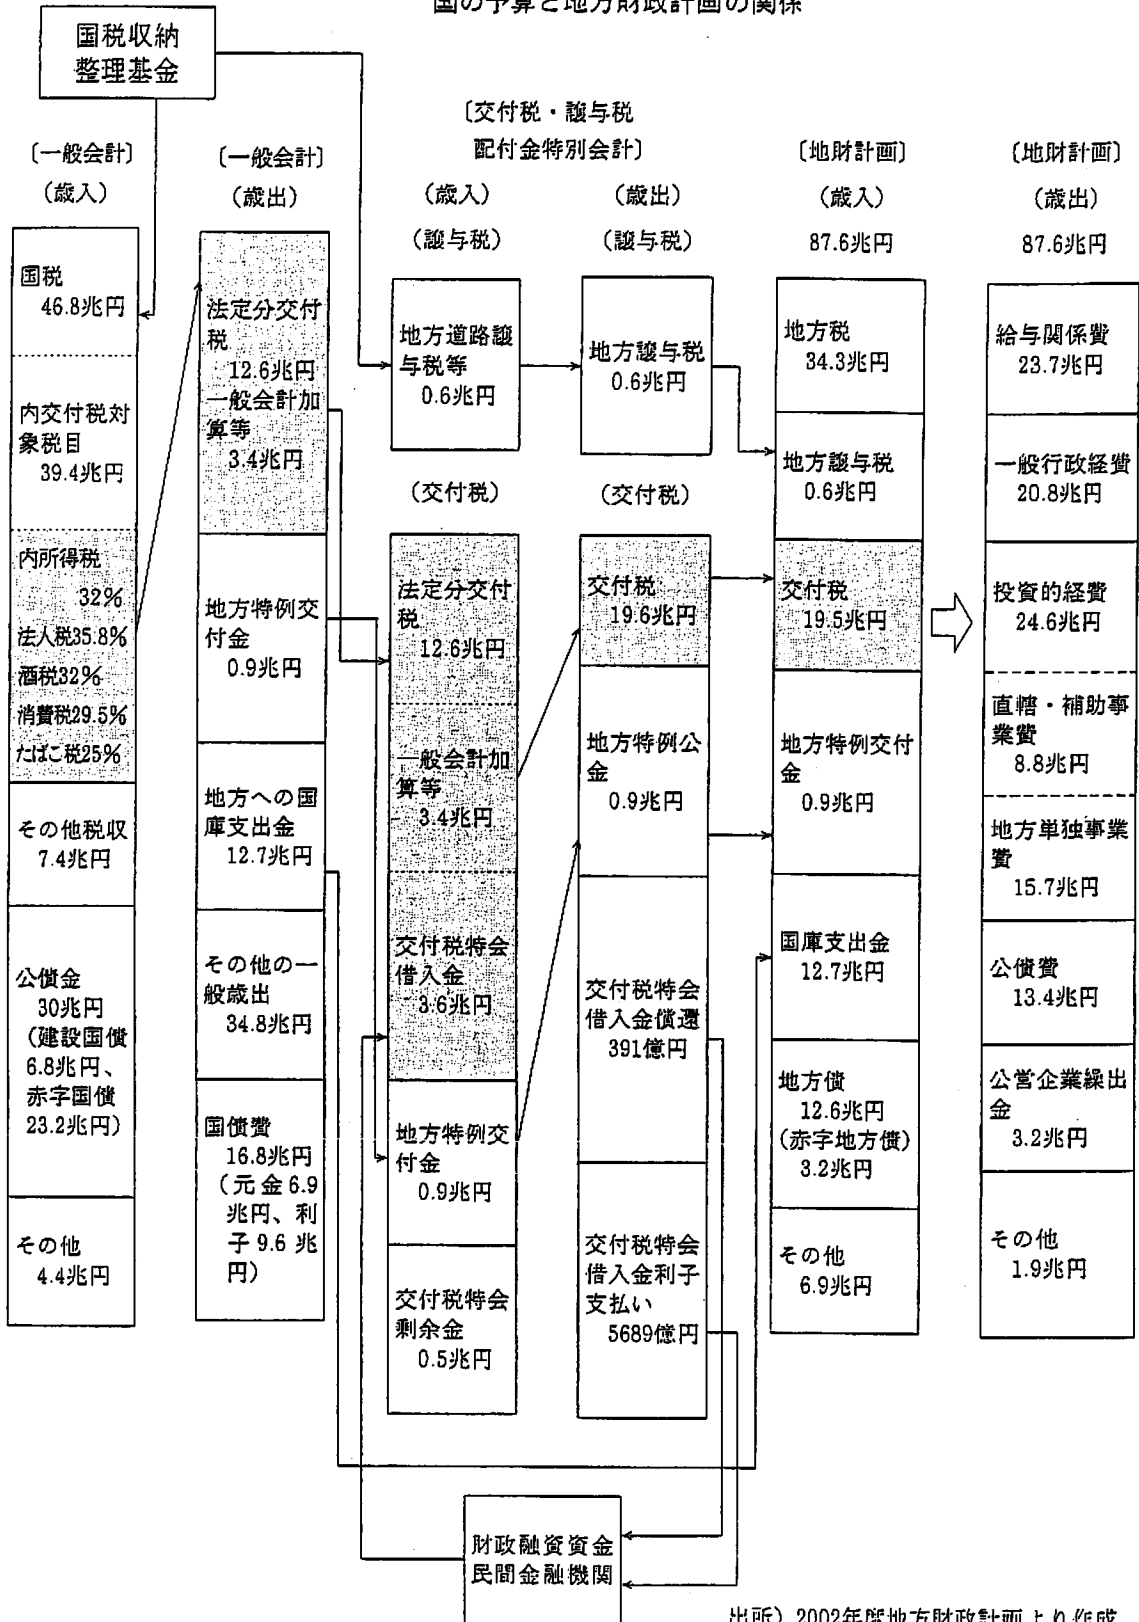 国の予算と地方財政計画の関係
国税収納
整理基金
〔一般会計〕
（歳入）
国税
46.8兆円
内交付税対
象税目
39.4兆円
内所得税
32%
法人税35.8%
酒税32%
消費税29.5%
たばこ税25%
その他税収
7.4兆円
公債金
30兆円
（建設国債
6.8兆円、
赤字国債
23.2兆円）
その他
4.4兆円
〔一般会計〕
（歳出）
法定分交付
税
12.6兆円
一般会計加
算等
3.4兆円
地方特例交
付金
0.9兆円
地方への国
庫支出金
12.7兆円
その他の一
般歳出
34.8兆円
国債費
16.8兆円
（元金6.9
兆円、利
子9.6兆
円）
〔交付税・譲与税
配付金特別会計〕
（歳入）
（譲与税）
地方道路譲
与税等
0.6兆円
（交付税）
法定分交付
税
12.6兆円
一般会計加
算等
3.4兆円
交付税特会
借入金
3.6兆円
地方特例交
付金
0.9兆円
交付税特会
剰余金
0.5兆円
（歳出）
（譲与税）
地方譲与税
0.6兆円
（交付税）
交付税
19.6兆円
地方特例公
金
0.9兆円
交付税特会
借入金償還
391億円
交付税特会
借入金利子
支払い
5689億円
〔地財計画〕
（歳入）
87.6兆円
地方税
34.3兆円
地方譲与税
0.6兆円
交付税
19.5兆円
地方特例交付
金
0.9兆円
国庫支出金
12.7兆円
地方債
12.6兆円
（赤字地方債）
3.2兆円
その他
6.9兆円
〔地財計画〕
（歳出）
87.6兆円
給与関係費
23.7兆円
一般行政経費
20.8兆円
投資的経費
24.6兆円
直轄・補助事
業費
8.8兆円
地方単独事業
費
15.7兆円
公債費
13.4兆円
公営企業繰出
金
3.2兆円
その他
1.9兆円
財政融資資金
民間金融機関
出所）2002年度地方財政計画より作成